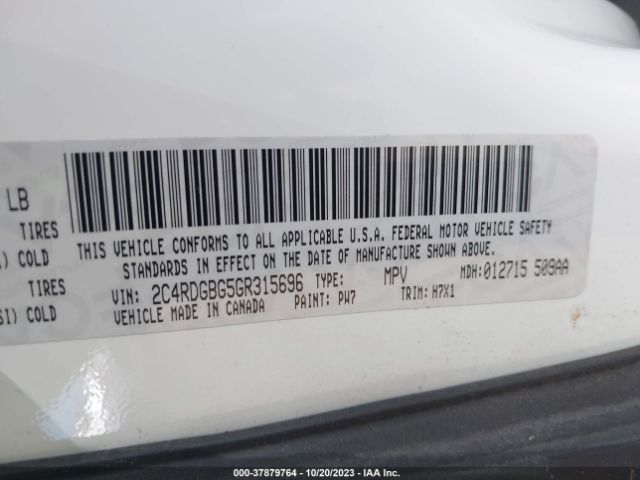 LB
TIRES
) COLD
TIRES
SI) COLD
THIS VEHICLE CONFORMS TO ALL APPLICABLE U.S.A. FEDERAL MOTOR VEHICLE SAFETY
STANDARDS IN EFFECT ON THE DATE OF MANUFACTURE SHOWN ABOVE.
VIN: 2C4RDGBG5GR315696 TYPE: MPV MDH:012715 509AA
VEHICLE MADE IN CANADA PAINT: PW7 TRIM: H7X1
000-37879764 | 10/20/2023 | IAA Inc.